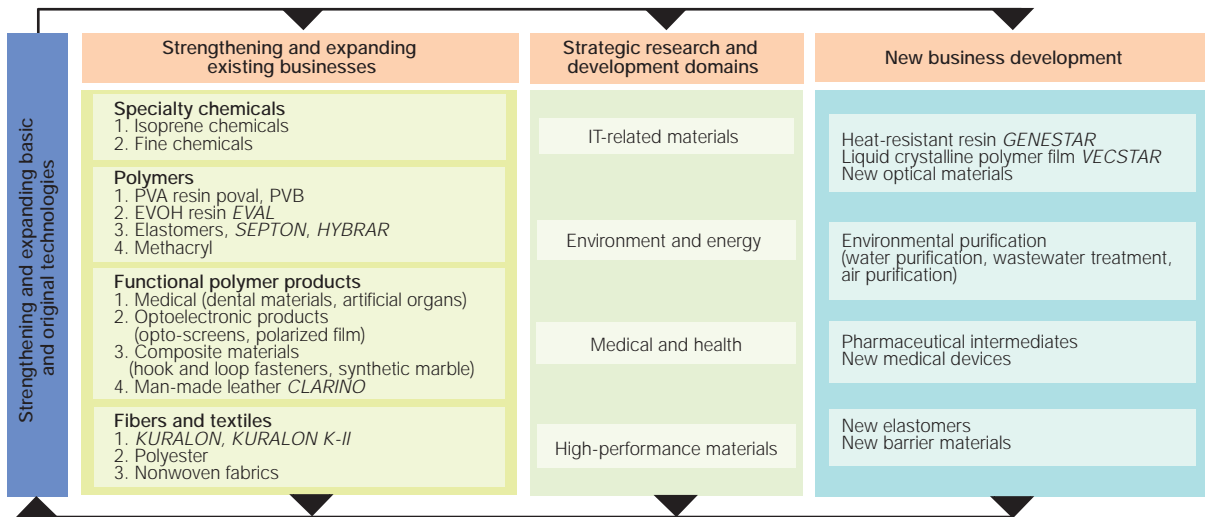 Strengthening and expanding basic
and original technologies
Strengthening and expanding
existing businesses
Specialty chemicals
1. Isoprene chemicals
2. Fine chemicals
Polymers
1. PVA resin poval, PVB
2. EVOH resin EVAL
3. Elastomers, SEPTON, HYBRAR
4. Methacryl
Functional polymer products
1. Medical (dental materials, artificial organs)
2. Optoelectronic products
(opto-screens, polarized film)
3. Composite materials
(hook and loop fasteners, synthetic marble)
4. Man-made leather CLARINO
Fibers and textiles
1. KURALON, KURALON K-II
2. Polyester
3. Nonwoven fabrics
Strategic research and
development domains
IT-related materials
Environment and energy
Medical and health
High-performance materials
New business development
Heat-resistant resin GENESTAR
Liquid crystalline polymer film VECSTAR
New optical materials
Environmental purification
(water purification, wastewater treatment,
air purification)
Pharmaceutical intermediates
New medical devices
New elastomers
New barrier materials